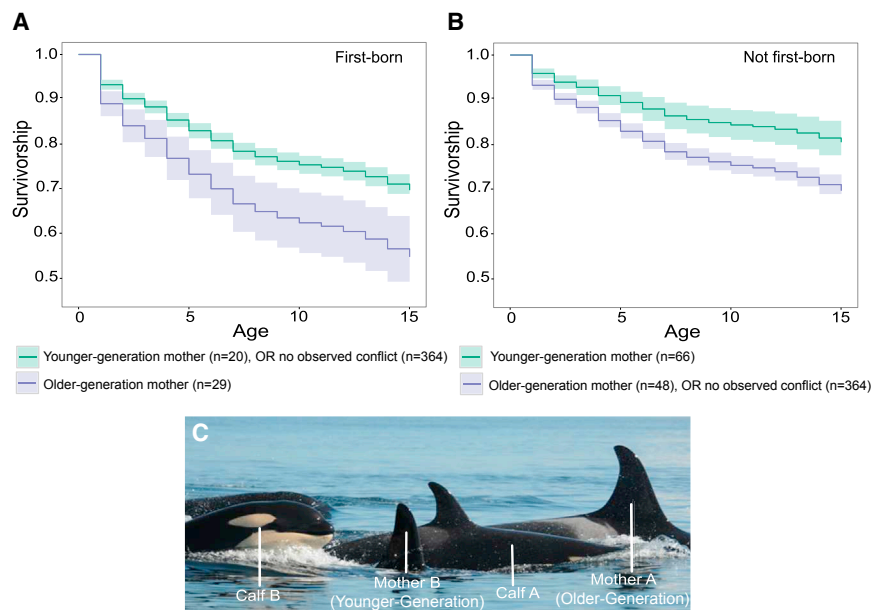 A
B
First-born
Not first-born
Survivorship
1.0
0.9
0.8
0.7
0.6
0.5
0
5
10
15
Age
Survivorship
1.0
0.9
0.8
0.7
0.6
0.5
0
5
10
15
Age
Younger-generation mother (n=20), OR no observed conflict (n=364)
Older-generation mother (n=29)
Younger-generation mother (n=66)
Older-generation mother (n=48), OR no observed conflict (n=364)
C
Calf B
Mother B
(Younger-Generation)
Calf A
Mother A
(Older-Generation)